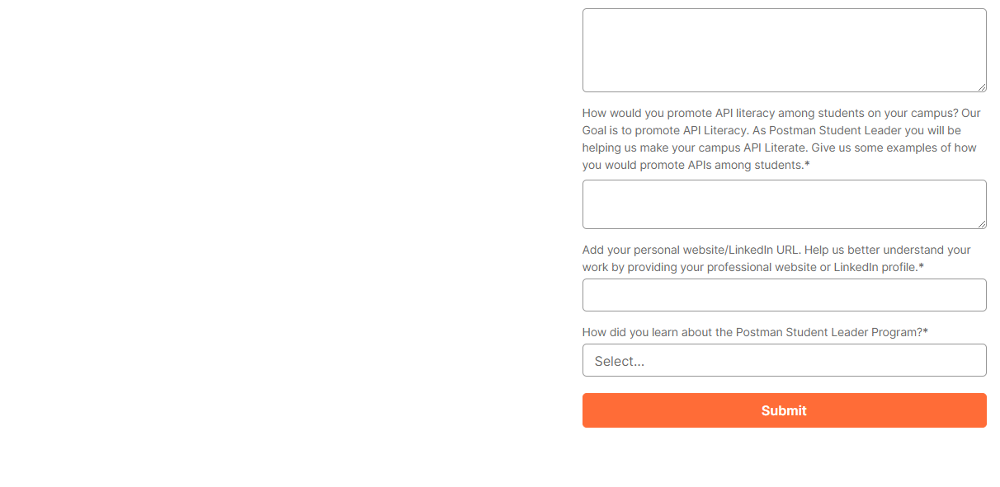 How would you promote API literacy among students on your campus? Our
Goal is to promote API Literacy. As Postman Student Leader you will be
helping us make your campus API Literate. Give us some examples of how
you would promote APIs among students.*
Add your personal website/LinkedIn URL. Help us better understand your
work by providing your professional website or LinkedIn profile.*
How did you learn about the Postman Student Leader Program?*
Select...
Submit